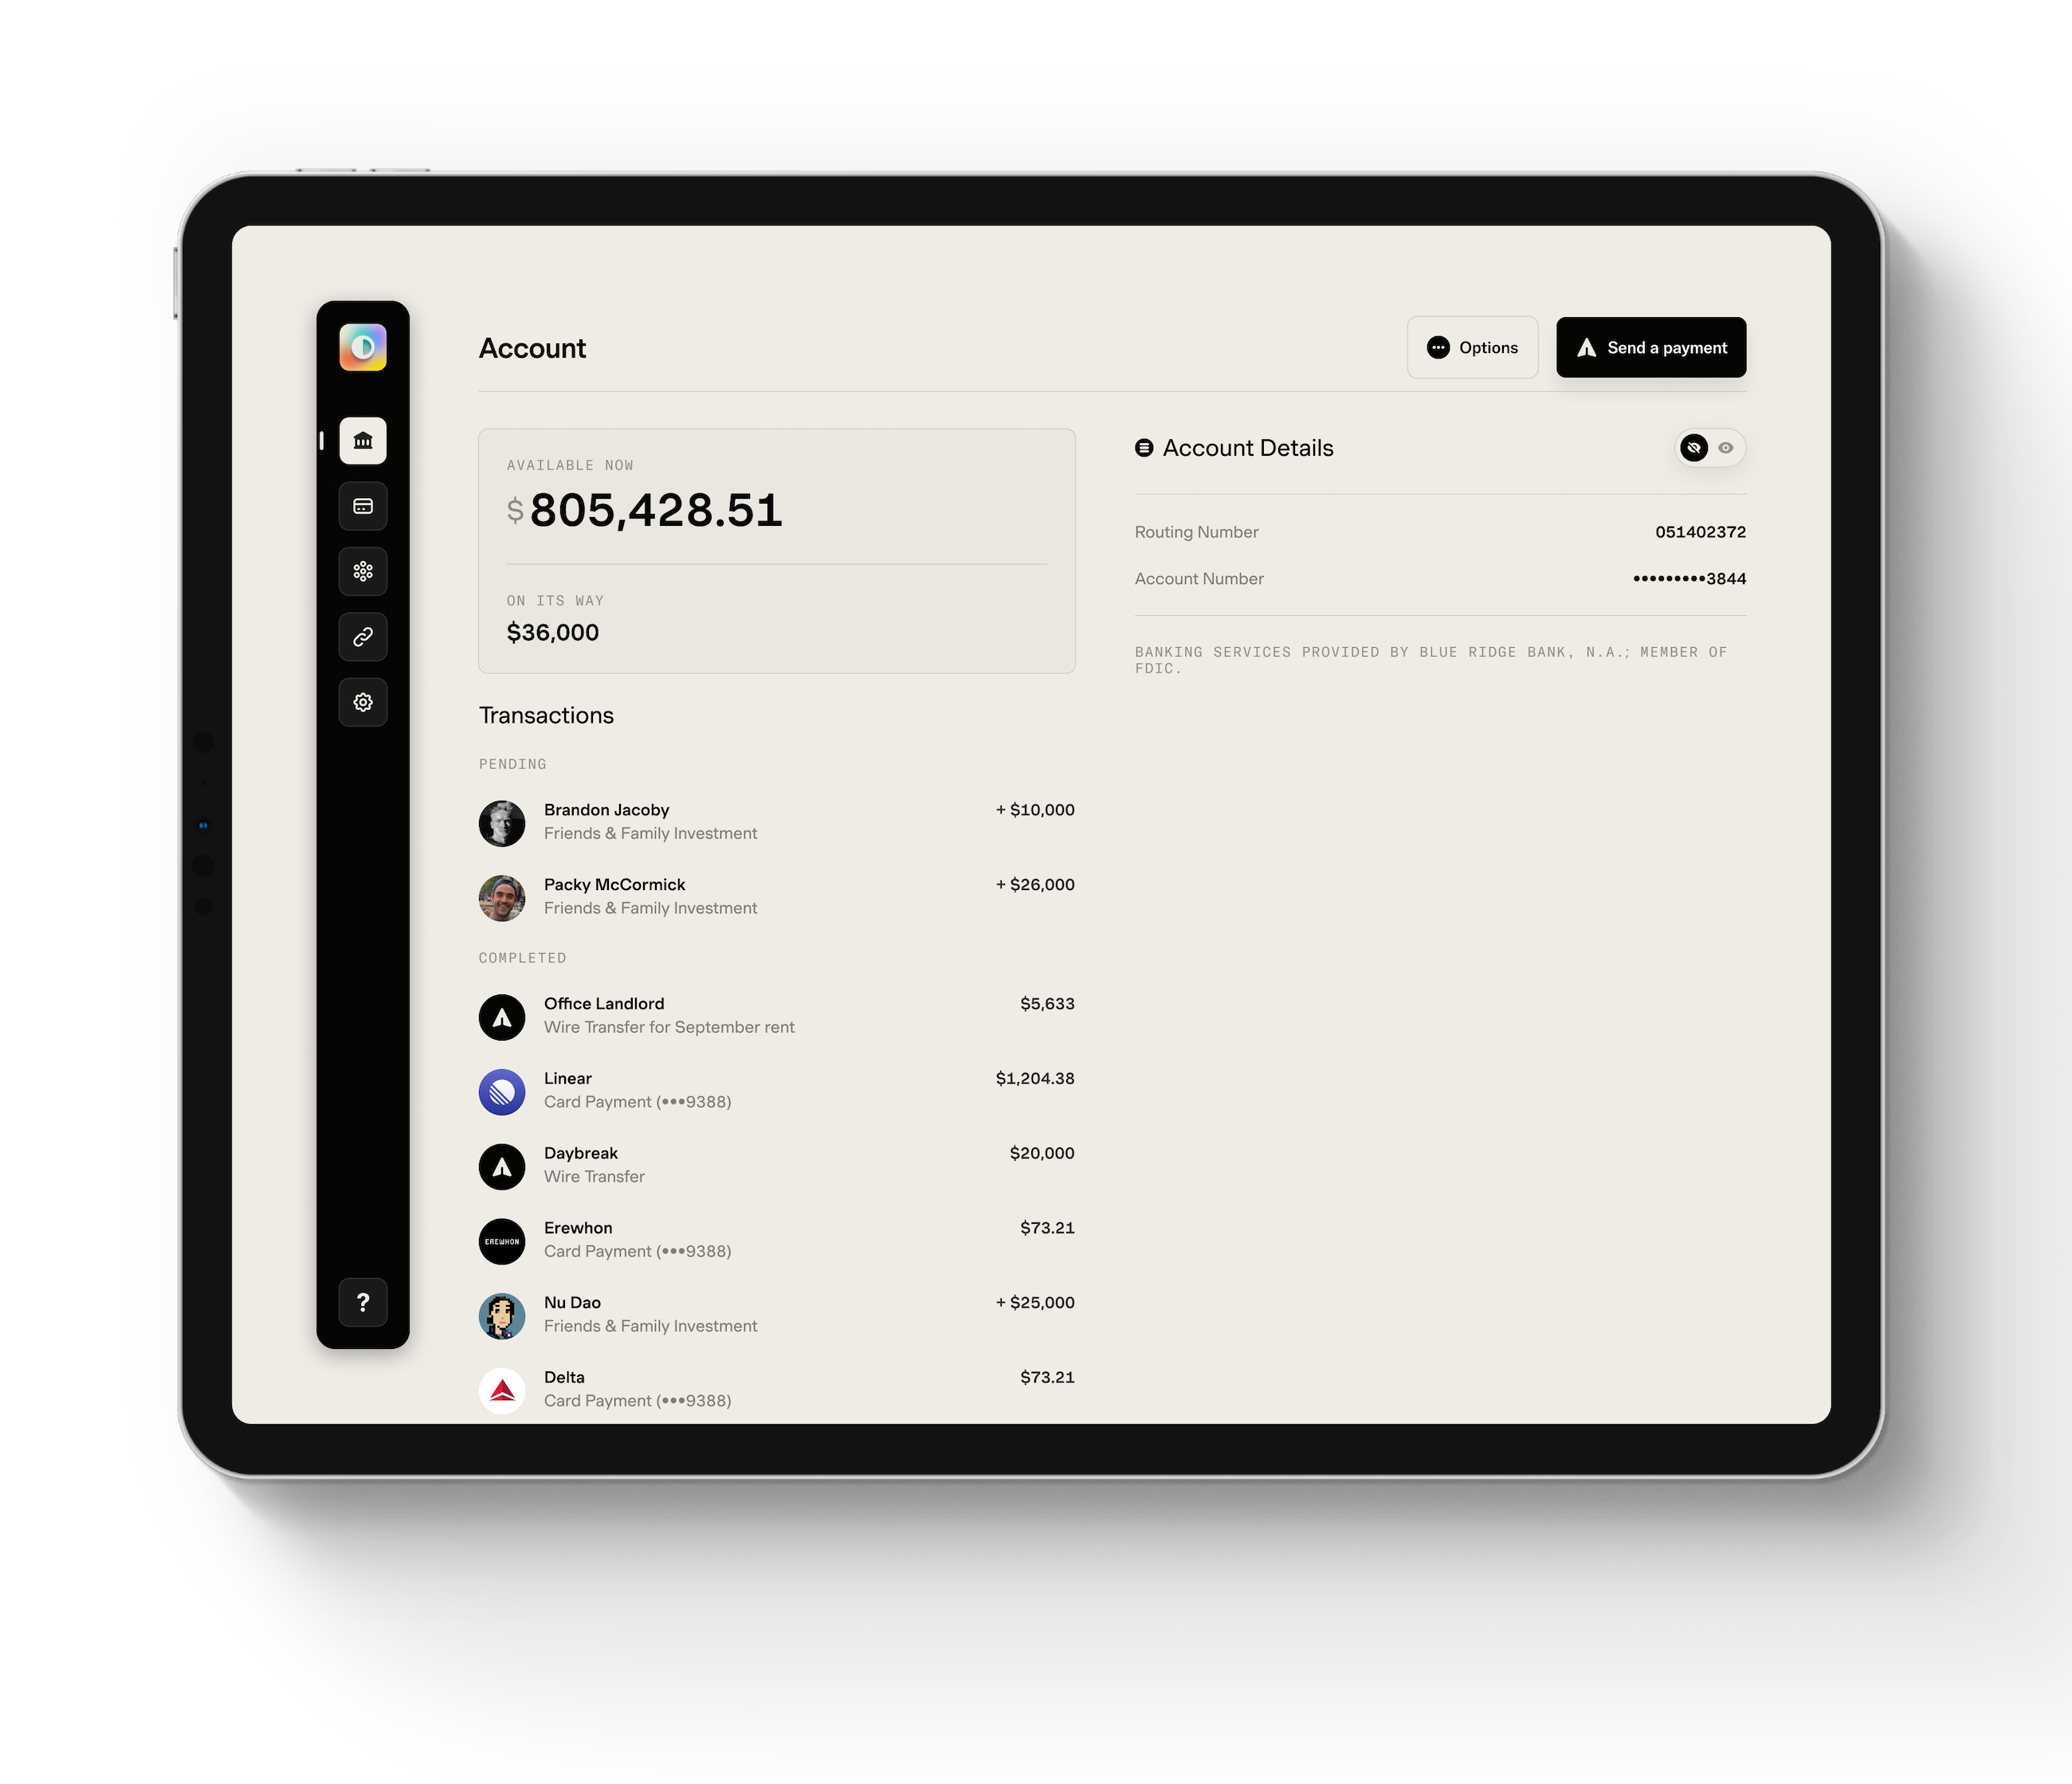 Account
Options
Send a payment
AVAILABLE NOW
$805,428.51
ON ITS WAY
$36,000
Account Details
Routing Number
051402372
Account Number
•••••••••3844
BANKING SERVICES PROVIDED BY BLUE RIDGE BANK, N.A.; MEMBER OF
FDIC.
Transactions
PENDING
Brandon Jacoby
+ $10,000
Friends & Family Investment
Packy McCormick
+ $26,000
Friends & Family Investment
COMPLETED
Office Landlord
$5,633
Wire Transfer for September rent
Linear
$1,204.38
Card Payment (•••9388)
Daybreak
$20,000
Wire Transfer
EREWHON
Erewhon
$73.21
Card Payment (•••9388)
Nu Dao
+ $25,000
Friends & Family Investment
Delta
$73.21
Card Payment (•••9388)
?